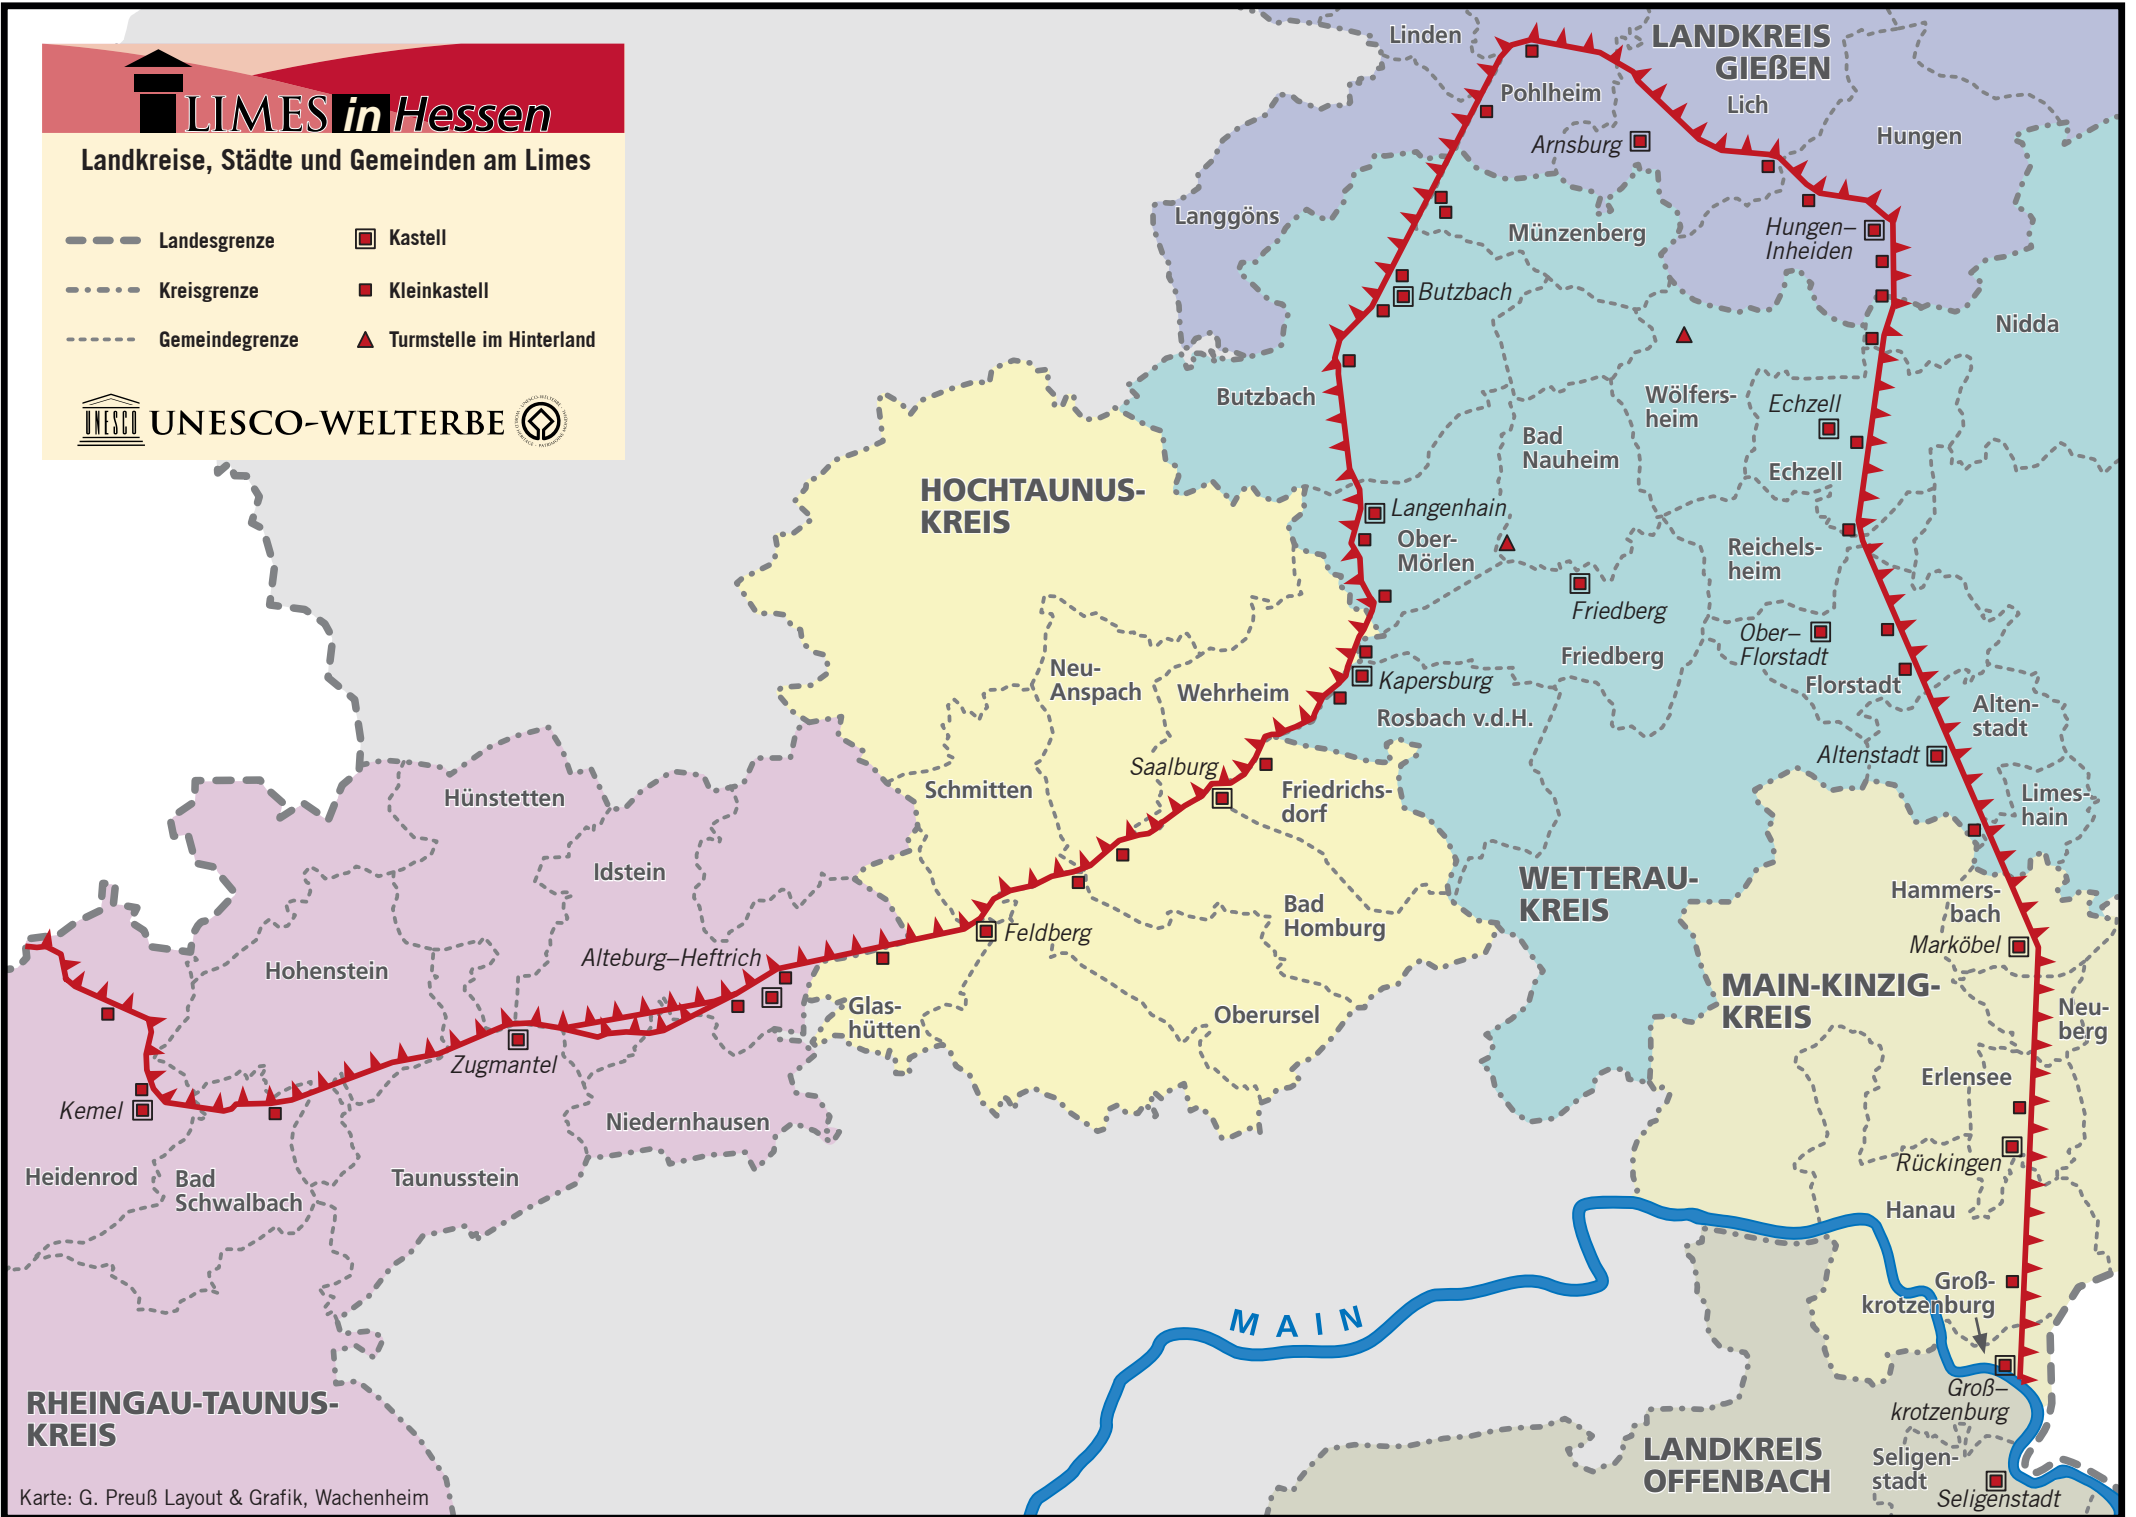 LIMES in Hessen
Landkreise, Städte und Gemeinden am Limes
Landesgrenze
Kastell
Kreisgrenze
Kleinkastell
Gemeindegrenze
Turmstelle im Hinterland
UNESCO
UNESCO-WELTERBE
Linden
LANDKREIS
GIEßEN
Pohlheim
Lich
Arnsburg
Hungen
Langgöns
Münzenberg
Hungen–
Inheiden
Butzbach
Nidda
Butzbach
Wölfers-
heim
Echzell
Bad
Nauheim
Echzell
HOCHTAUNUS-
KREIS
Langenhain
Ober-
Mörlen
Reichels-
heim
Friedberg
Ober–
Florstadt
Friedberg
Florstadt
Neu-
Anspach
Wehrheim
Kapersburg
Rosbach v.d.H.
Alten-
stadt
Altenstadt
Saalburg
Schmitten
Friedrichs-
dorf
Limes-
hain
Hünstetten
Idstein
WETTERAU-
KREIS
Hammers-
bach
Bad
Homburg
Feldberg
Marköbel
Alteburg–Heftrich
Hohenstein
MAIN-KINZIG-
KREIS
Glas-
hütten
Oberursel
Neu-
berg
Zugmantel
Erlensee
Kemel
Niedernhausen
Rückingen
Heidenrod
Bad
Schwalbach
Taunusstein
Hanau
Groß-
krotzenburg
MAIN
Groß–
krotzenburg
RHEINGAU-TAUNUS-
KREIS
LANDKREIS
OFFENBACH
Seligen-
stadt
Seligenstadt
Karte: G. Preuß Layout & Grafik, Wachenheim